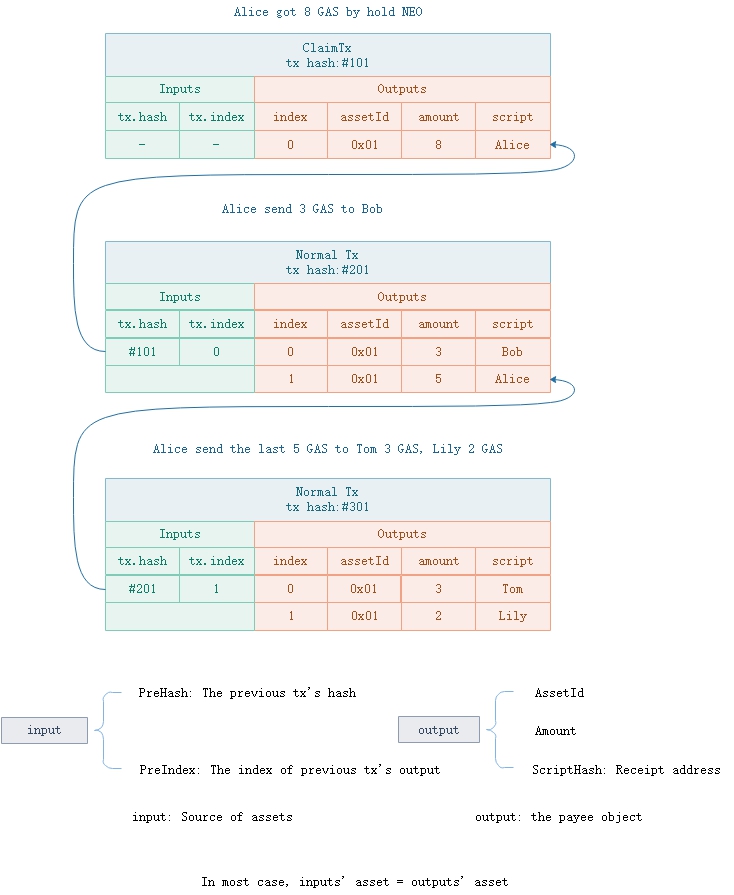 Alice got 8 GAS by hold NEO
ClaimTx
tx hash:#101
Inputs Outputs
tx.hash tx.index index assetId amount script
- - 0 0x01 8 Alice
Alice send 3 GAS to Bob
Normal Tx
tx hash:#201
Inputs Outputs
tx.hash tx.index index assetId amount script
#101 0 0 0x01 3 Bob
1 0x01 5 Alice
Alice send the last 5 GAS to Tom 3 GAS, Lily 2 GAS
Normal Tx
tx hash:#301
Inputs Outputs
tx.hash tx.index index assetId amount script
#201 1 0 0x01 3 Tom
1 0x01 2 Lily
PreHash: The previous tx's hash
input
PreIndex: The index of previous tx's output
input: Source of assets
AssetId
output
Amount
ScriptHash: Receipt address
output: the payee object
In most case, inputs' asset = outputs' asset